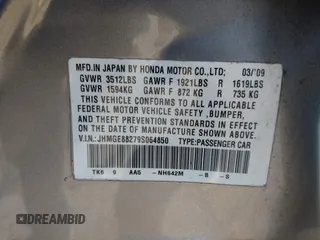 MFD. IN JAPAN BY HONDA MOTOR CO.,LTD. 03/'09
GVWR 3512LBS GAWR F 1921LBS R 1619LBS
GVWR 1594KG GAWR F 872 KG R 735 KG
THIS VEHICLE CONFORMS TO ALL APPLICABLE
FEDERAL MOTOR VEHICLE SAFETY ,BUMPER,
AND THEFT PREVENTION STANDARDS IN EFFECT
ON THE DATE OF MANUFACTURE SHOWN ABOVE.
V.I.N.: JHMGE88279S064850 TYPE:PASSENGER CAR
TK6 9 AA5 -NH642M -B -S
DREAMBID